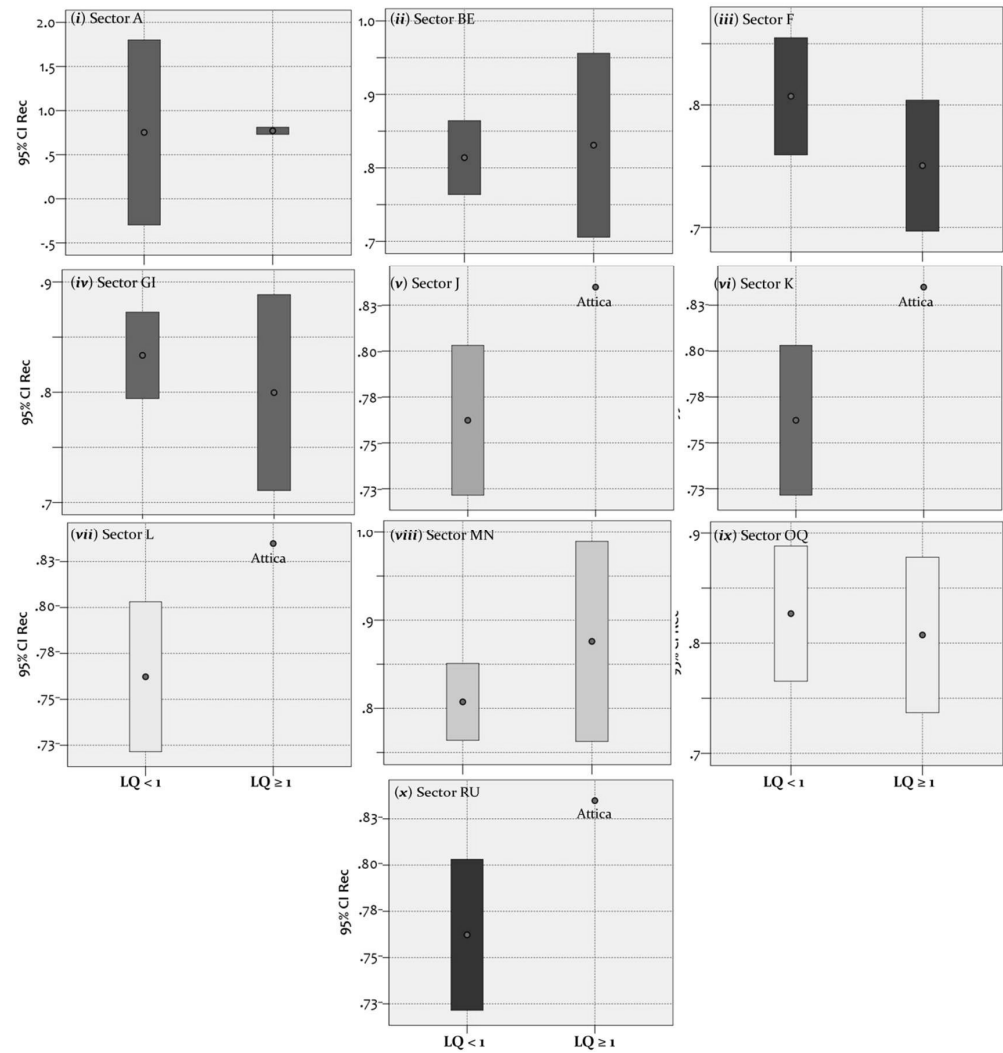 (i) Sector A
95% CI Rec
2.0
1.5
1.0
.5
.0
-.5
(ii) Sector BE
1.0
.9
.8
.7
(iii) Sector F
.8
.7
(iv) Sector GI
95% CI Rec
.9
.8
.7
(v) Sector J
Attica
.83
.80
.78
.75
.73
(vi) Sector K
Attica
.83
.80
.78
.75
.73
(vii) Sector L
Attica
95% CI Rec
.83
.80
.78
.75
.73
LQ < 1
LQ ≥ 1
(viii) Sector MN
1.0
.9
.8
(ix) Sector OQ
95% CI Rec
.9
.8
.7
LQ < 1
LQ ≥ 1
(x) Sector RU
Attica
95% CI Rec
.83
.80
.78
.75
.73
LQ < 1
LQ ≥ 1